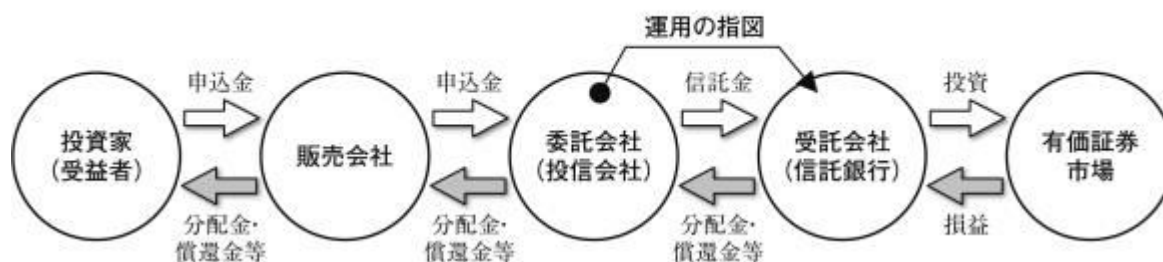 運用の指図
申込金
申込金
信託金
投資
投資家
(受益者)
販売会社
委託会社
(投信会社)
受託会社
(信託銀行)
有価証券
市場
分配金・
償還金等
分配金・
償還金等
分配金・
償還金等
損益